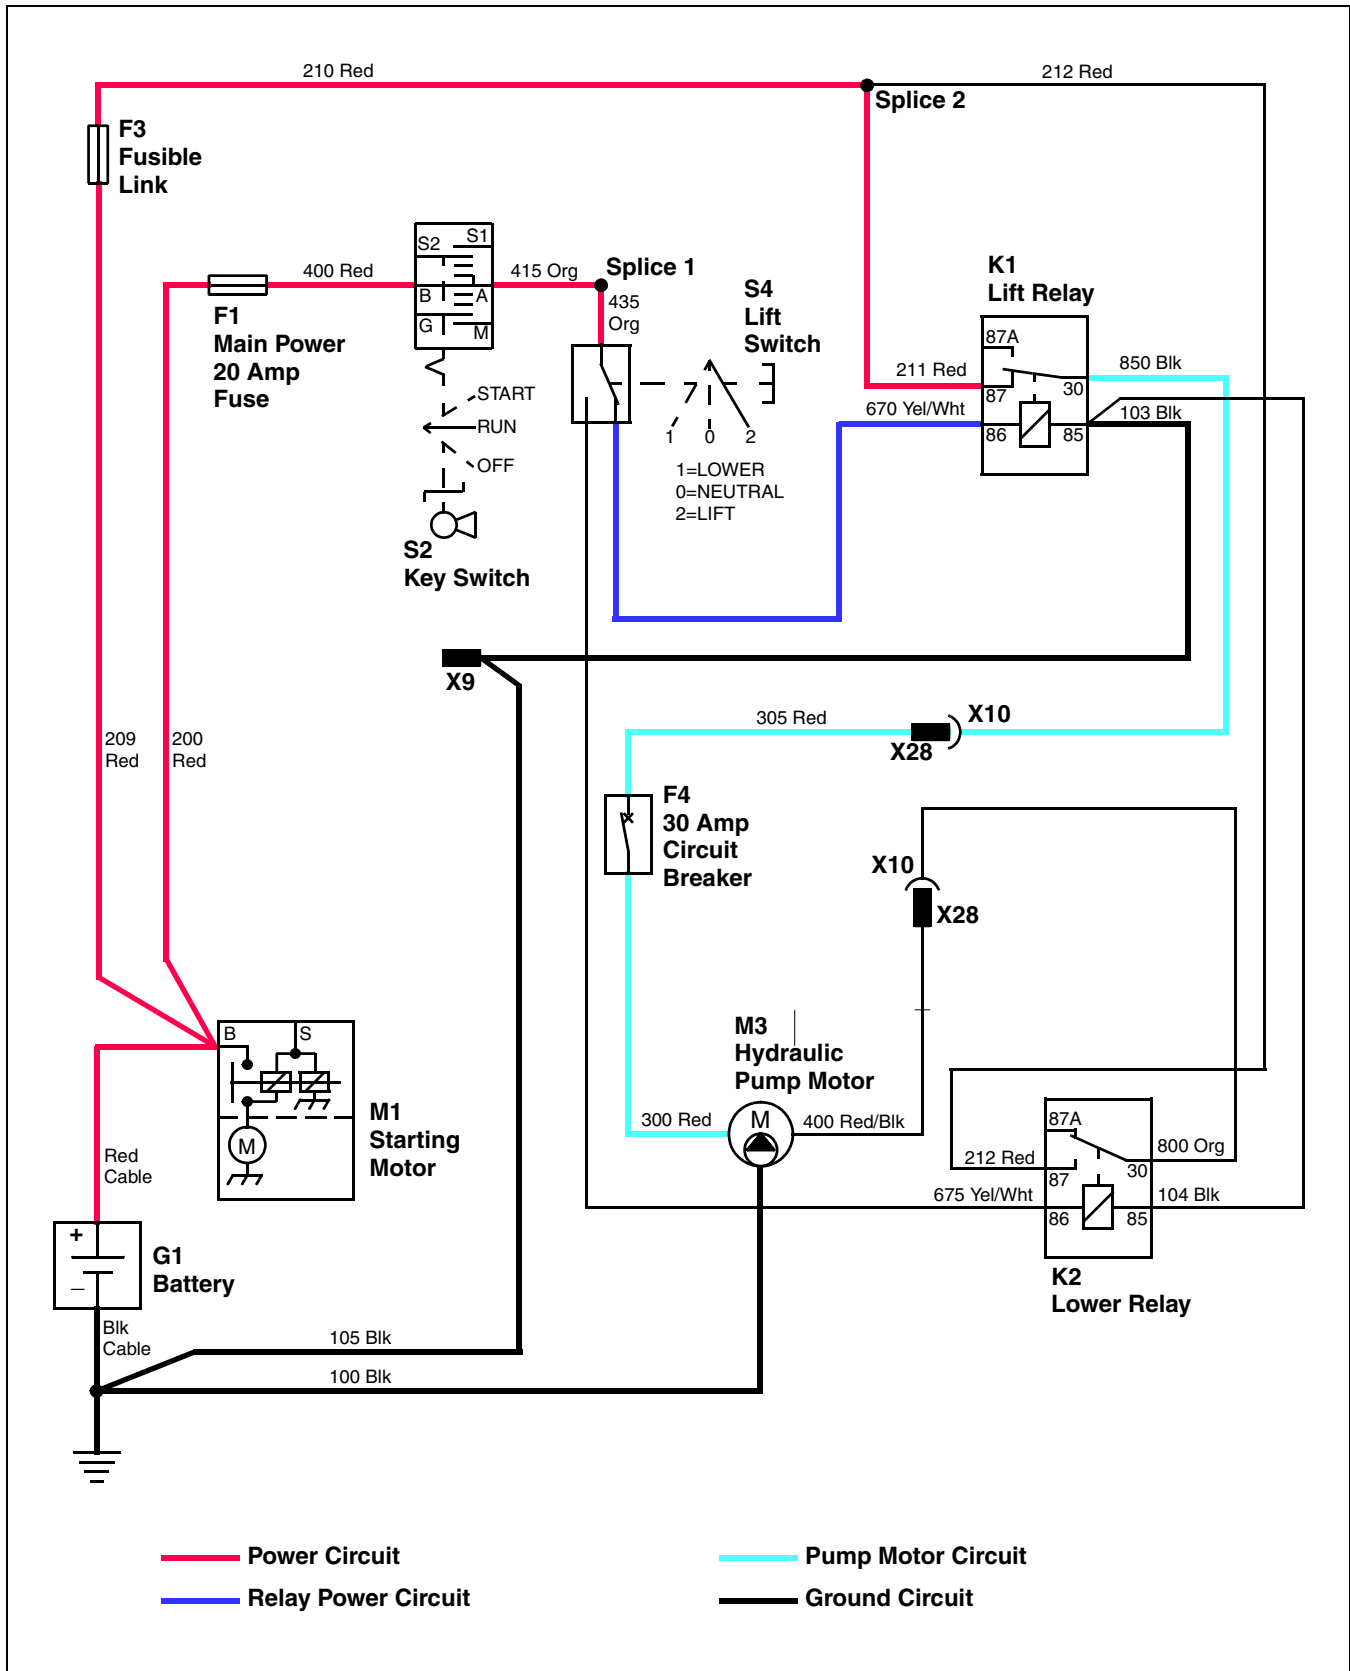 210 Red
212 Red
Splice 2
F3
Fusible
Link
S2
S1
400 Red
B
A
G
M
415 Org
Splice 1
435
Org
F1
Main Power
20 Amp
Fuse
START
RUN
OFF
S2
Key Switch
S4
Lift
Switch
1
0
2
1=LOWER
0=NEUTRAL
2=LIFT
K1
Lift Relay
87A
87
30
86
85
211 Red
850 Blk
670 Yel/Wht
103 Blk
X9
209
Red
200
Red
305 Red
X10
X28
F4
30 Amp
Circuit
Breaker
X10
X28
B
S
M
M1
Starting
Motor
M3
Hydraulic
Pump Motor
300 Red
M
400 Red/Blk
87A
87
30
86
85
212 Red
800 Org
675 Yel/Wht
104 Blk
K2
Lower Relay
Red
Cable
+
–
G1
Battery
Blk
Cable
105 Blk
100 Blk
Power Circuit
Pump Motor Circuit
Relay Power Circuit
Ground Circuit